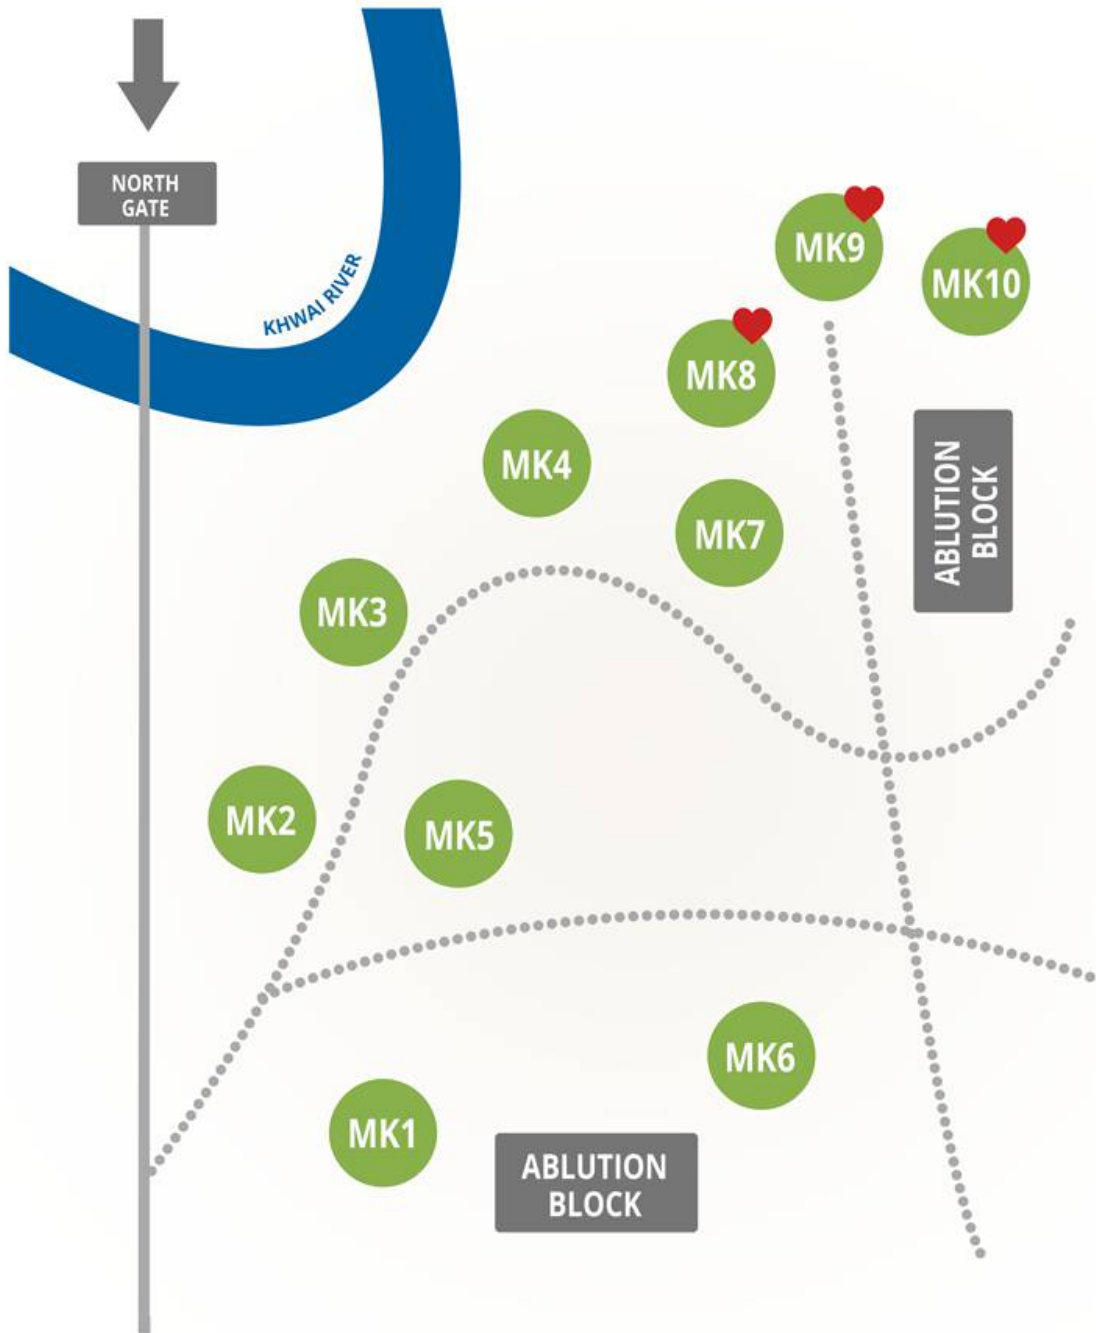 NORTH
GATE
KHWAI RIVER
MK9
MK10
MK8
MK4
MK7
ABLUTION
BLOCK
MK3
MK2
MK5
MK6
MK1
ABLUTION
BLOCK